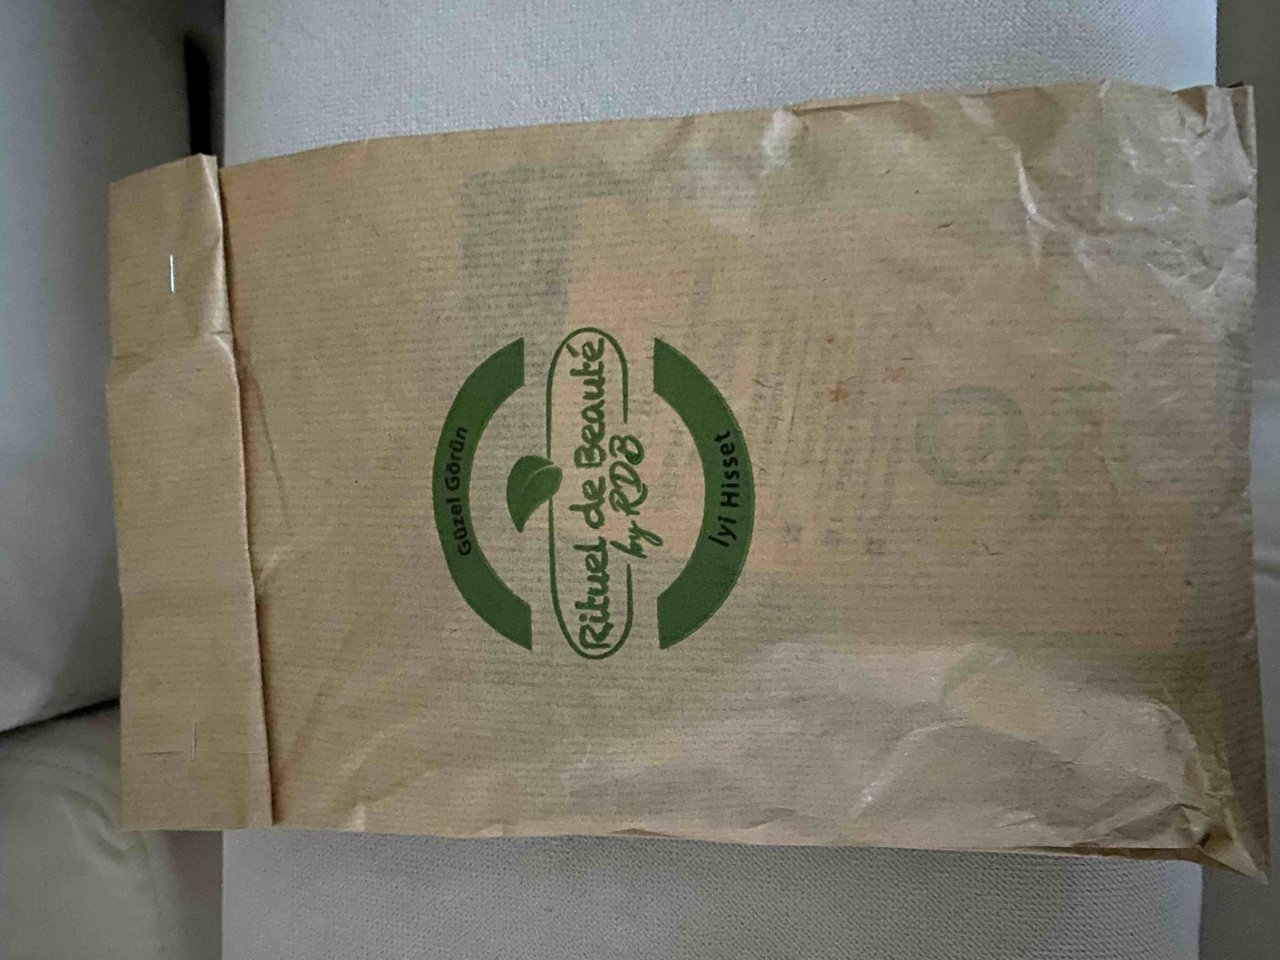 Güzel Görün
Rituel de Beauté
by RDB
İyi Hisset